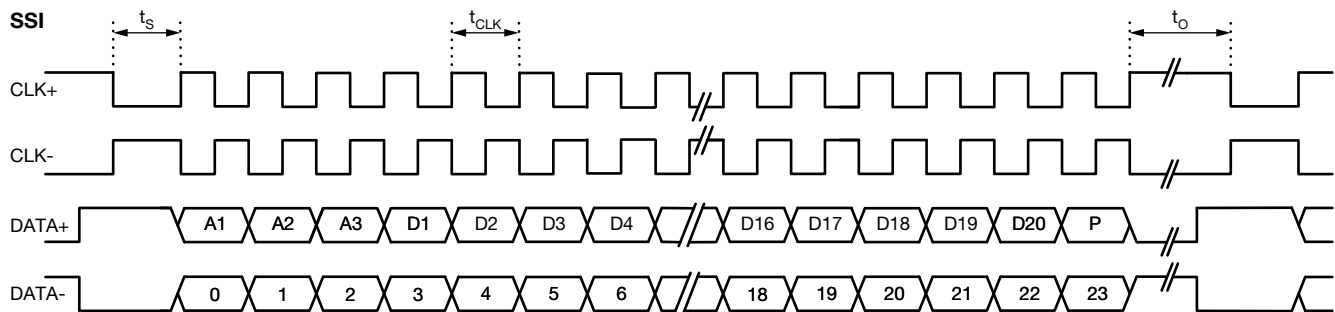 SSI
tS tCLK tO
CLK+
CLK-
DATA+ A1 A2 A3 D1 D2 D3 D4 D16 D17 D18 D19 D20 P
DATA- 0 1 2 3 4 5 6 18 19 20 21 22 23